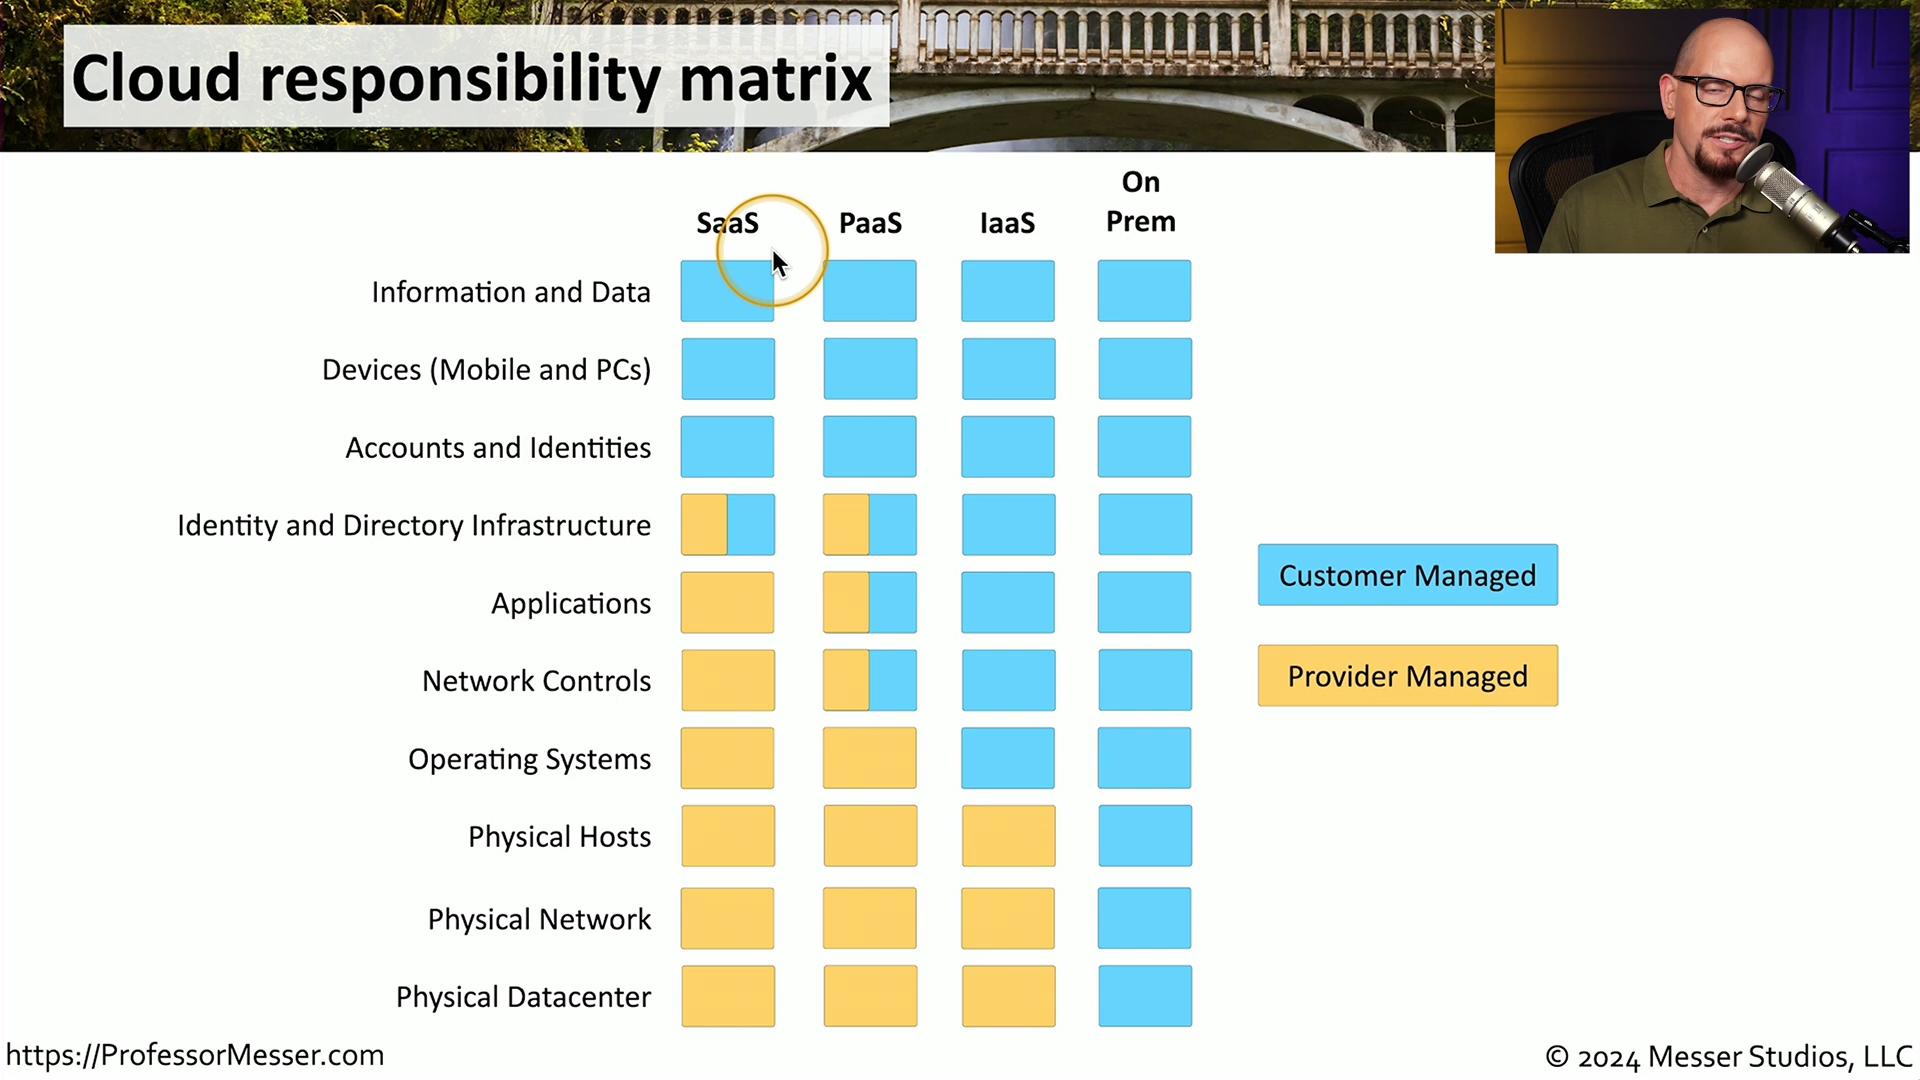 Cloud responsibility matrix
SaaS
PaaS
IaaS
On
Prem
Information and Data
Devices (Mobile and PCs)
Accounts and Identities
Identity and Directory Infrastructure
Applications
Network Controls
Operating Systems
Physical Hosts
Physical Network
Physical Datacenter
Customer Managed
Provider Managed
https://ProfessorMesser.com
© 2024 Messer Studios, LLC